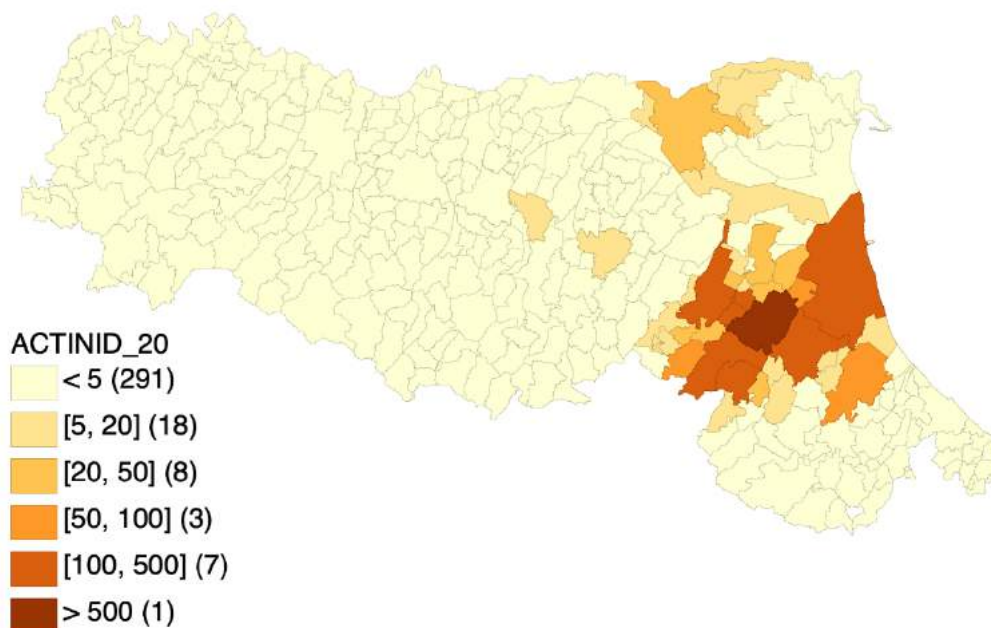 ACTINID_20
< 5 (291)
[5, 20] (18)
[20, 50] (8)
[50, 100] (3)
[100, 500] (7)
> 500 (1)